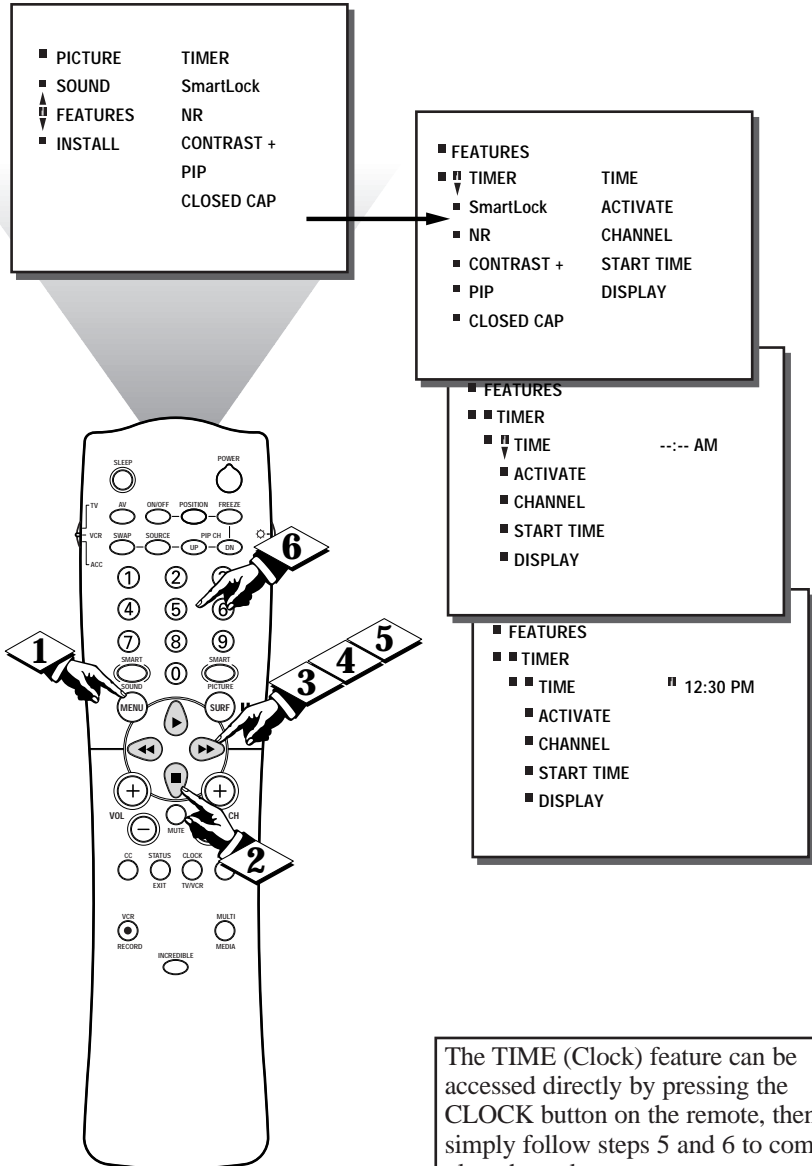 PICTURE TIMER
SOUND SmartLock
FEATURES NR
INSTALL CONTRAST +
PIP
CLOSED CAP
FEATURES
TIMER TIME
SmartLock ACTIVATE
NR CHANNEL
CONTRAST + START TIME
PIP DISPLAY
CLOSED CAP
FEATURES
TIMER
TIME --:-- AM
ACTIVATE
CHANNEL
START TIME
DISPLAY
FEATURES
TIMER
TIME 12:30 PM
ACTIVATE
CHANNEL
START TIME
DISPLAY
SLEEP POWER
TV AV ON/OFF POSITION FREEZE
VCR SWAP SOURCE PIP CH
UP DN
ACC
6
1 2
4 5 6
7 8 9
SMART 0 SMART
SOUND PICTURE
MENU SURF
1
3 4 5
VOL CH
MUTE
2
CC STATUS CLOCK
EXIT TV/VCR
VCR MULTI
RECORD MEDIA
INCREDIBLE
The TIME (Clock) feature can be
accessed directly by pressing the
CLOCK button on the remote,
simply follow steps 5 and 6 to